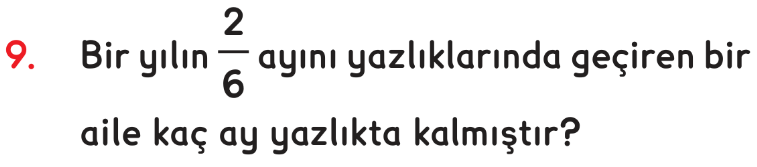 9. Bir yılın 2/6 ayını yazlıklarında geçiren bir
aile kaç ay yazlıkta kalmıştır?